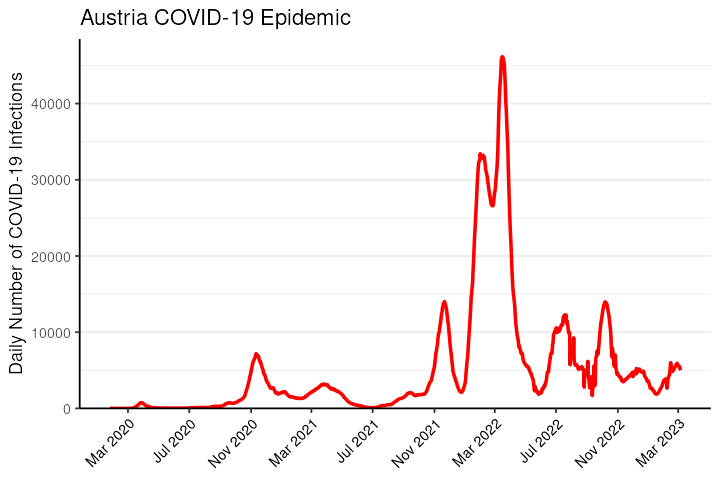 Austria COVID-19 Epidemic
Daily Number of COVID-19 Infections
40000
30000
20000
10000
0
Mar 2020
Jul 2020
Nov 2020
Mar 2021
Jul 2021
Nov 2021
Mar 2022
Jul 2022
Nov 2022
Mar 2023